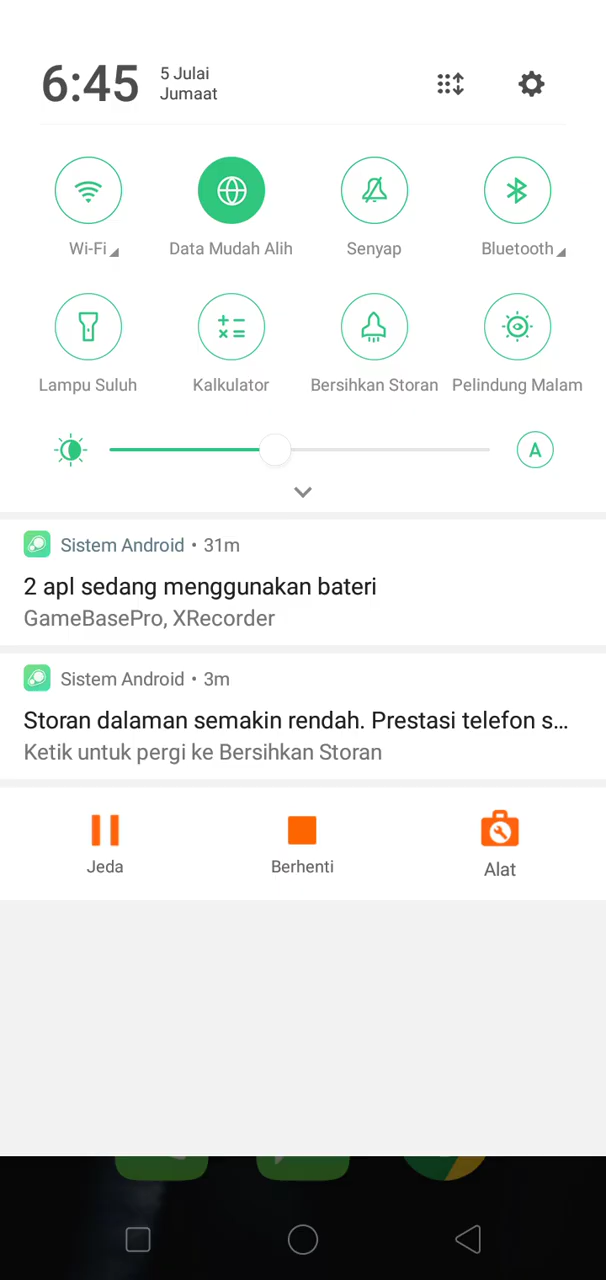 6:45
5 Julai
Jumaat
Wi-Fi
Data Mudah Alih
Senyap
Bluetooth
Lampu Suluh
Kalkulator
Bersihkan Storan
Pelindung Malam
A
Sistem Android • 31m
2 apl sedang menggunakan bateri
GameBasePro, XRecorder
Sistem Android • 3m
Storan dalaman semakin rendah. Prestasi telefon s...
Ketik untuk pergi ke Bersihkan Storan
Jeda
Berhenti
Alat